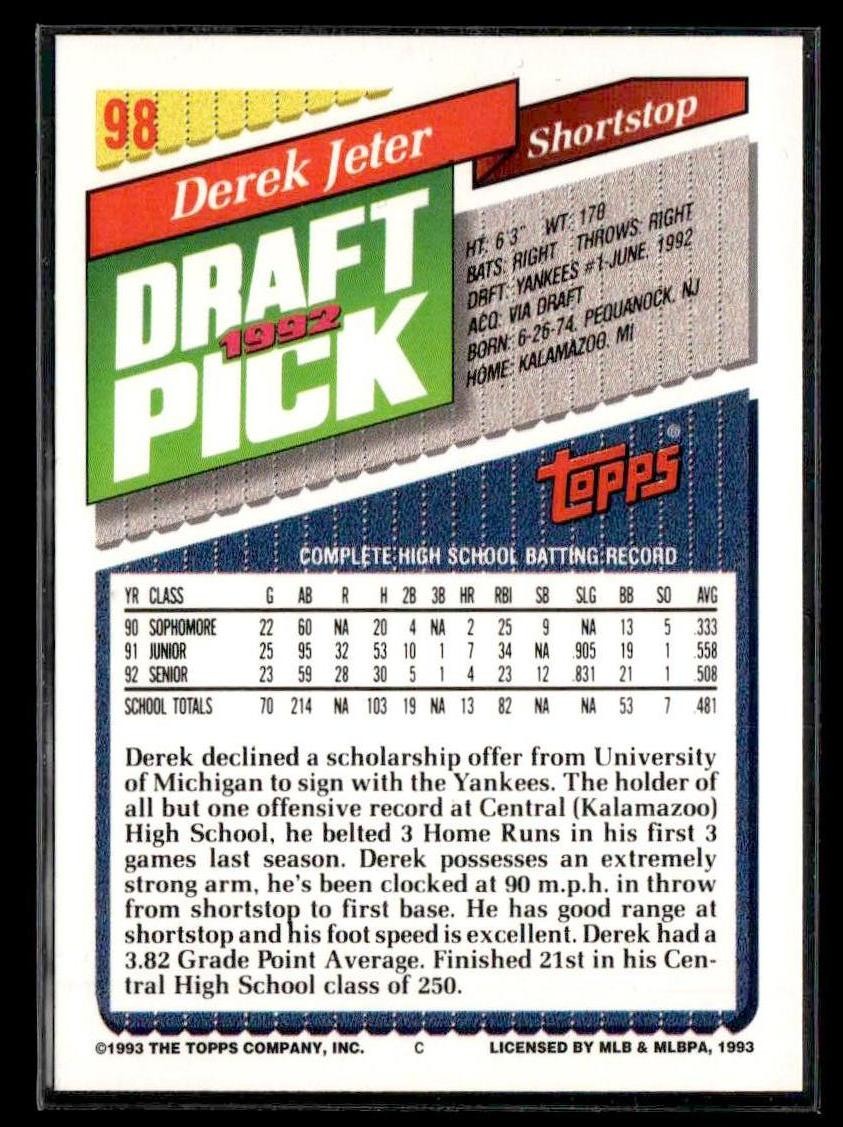 98
Derek Jeter
Shortstop
DRAFT
1992
PICK
HT: 6'3" WT: 170
BATS: RIGHT THROWS: RIGHT
DRFT: YANKEES #1-JUNE, 1992
ACQ: VIA DRAFT
BORN: 6-26-74, PEQUANOCK, NJ
HOME: KALAMAZOO, MI
TOPPS®
COMPLETE HIGH SCHOOL BATTING RECORD
YR CLASS G AB R H 2B 3B HR RBI SB SLG BB SO AVG
90 SOPHOMORE 22 60 NA 20 4 NA 2 25 9 NA 13 5 .333
91 JUNIOR 25 95 32 53 10 1 7 34 NA .905 19 1 .558
92 SENIOR 23 59 28 30 5 1 4 23 12 .831 21 1 .508
SCHOOL TOTALS 70 214 NA 103 19 NA 13 82 NA NA 53 7 .481
Derek declined a scholarship offer from University
of Michigan to sign with the Yankees. The holder of
all but one offensive record at Central (Kalamazoo)
High School, he belted 3 Home Runs in his first 3
games last season. Derek possesses an extremely
strong arm, he's been clocked at 90 m.p.h. in throw
from shortstop to first base. He has good range at
shortstop and his foot speed is excellent. Derek had a
3.82 Grade Point Average. Finished 21st in his Cen-
tral High School class of 250.
©1993 THE TOPPS COMPANY, INC. C LICENSED BY MLB & MLBPA, 1993